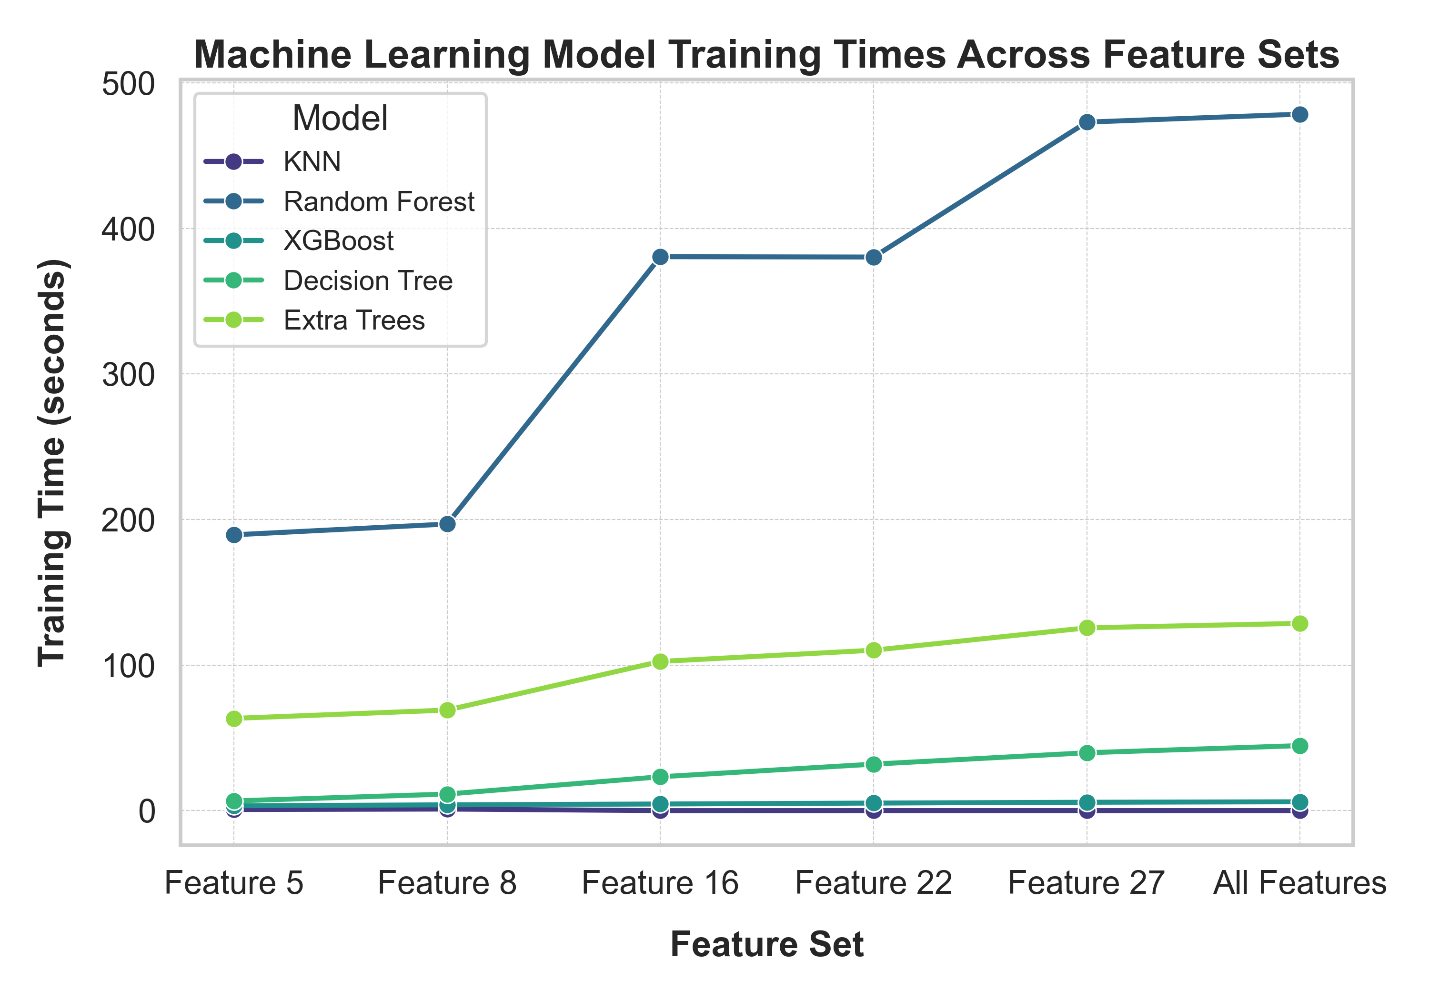 Machine Learning Model Training Times Across Feature Sets
Model
KNN
Random Forest
XGBoost
Decision Tree
Extra Trees
Training Time (seconds)
500
400
300
200
100
0
Feature 5 Feature 8 Feature 16 Feature 22 Feature 27 All Features
Feature Set